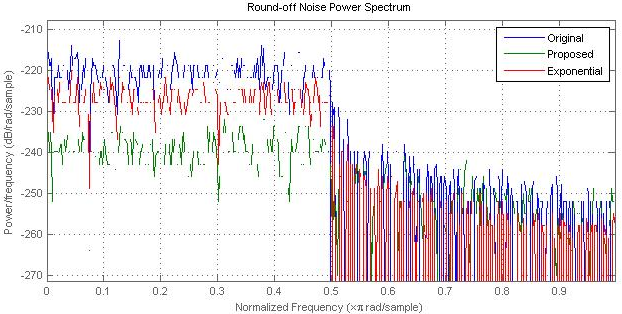 Round-off Noise Power Spectrum
-210
-220
-230
-240
-250
-260
-270
Power/frequency (dB/rad/sample)
Original
Proposed
Exponential
0
0.1
0.2
0.3
0.4
0.5
0.6
0.7
0.8
0.9
Normalized Frequency (×π rad/sample)